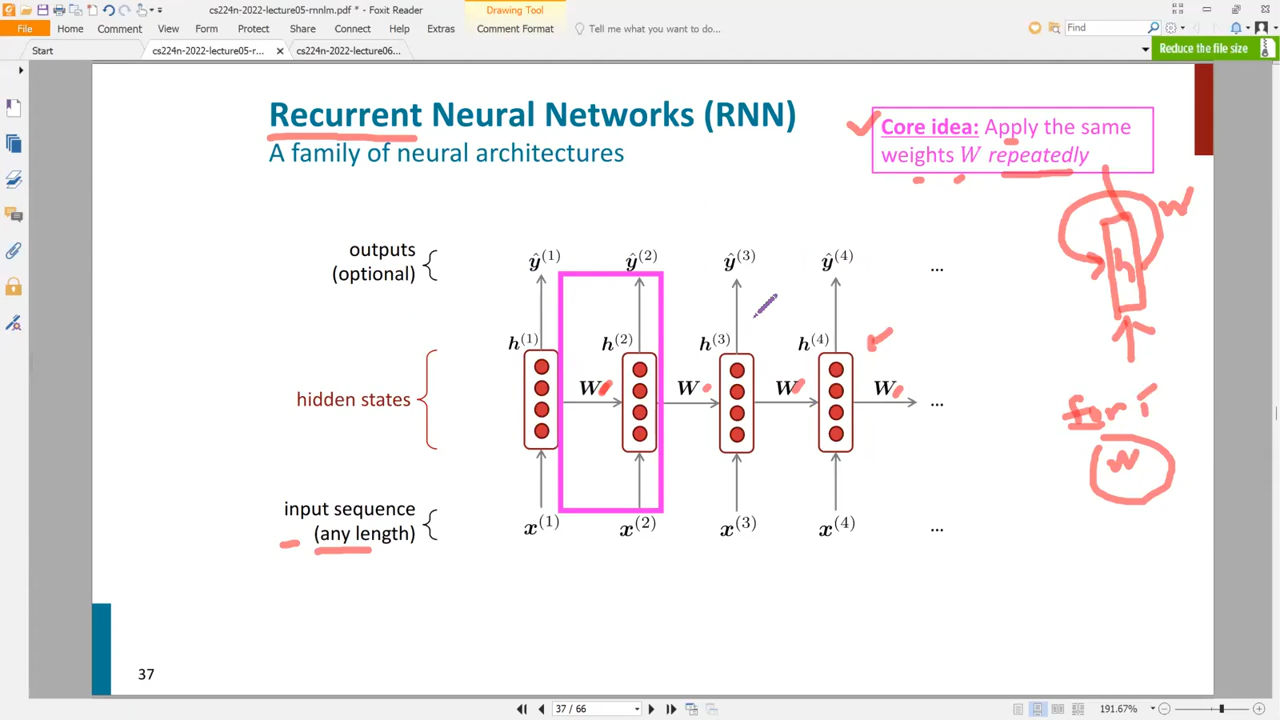 cs224n-2022-lecture05-rnnlm.pdf * - Foxit Reader
Drawing Tool
File Home Comment View Form Protect Share Connect Help Extras Comment Format Tell me what you want to do... Find
Start cs224n-2022-lecture05-r... × cs224n-2022-lecture06...
Reduce the file size
Recurrent Neural Networks (RNN)
A family of neural architectures
Core idea: Apply the same
weights W repeatedly
W
h
outputs
(optional)
ŷ(1) ŷ(2) ŷ(3) ŷ(4) ...
h(1) h(2) h(3) h(4)
hidden states
W W W W ...
for i
W
input sequence
(any length)
x(1) x(2) x(3) x(4) ...
37
37 / 66
191.67%